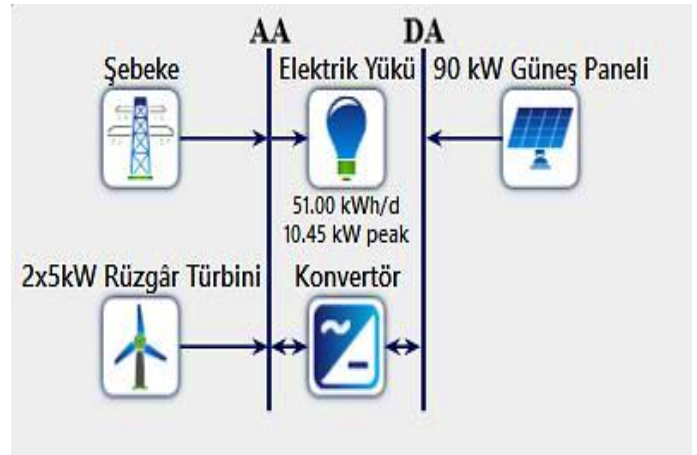 AA
DA
Şebeke
Elektrik Yükü
90 kW Güneş Paneli
51.00 kWh/d
10.45 kW peak
2x5kW Rüzgâr Türbini
Konvertör